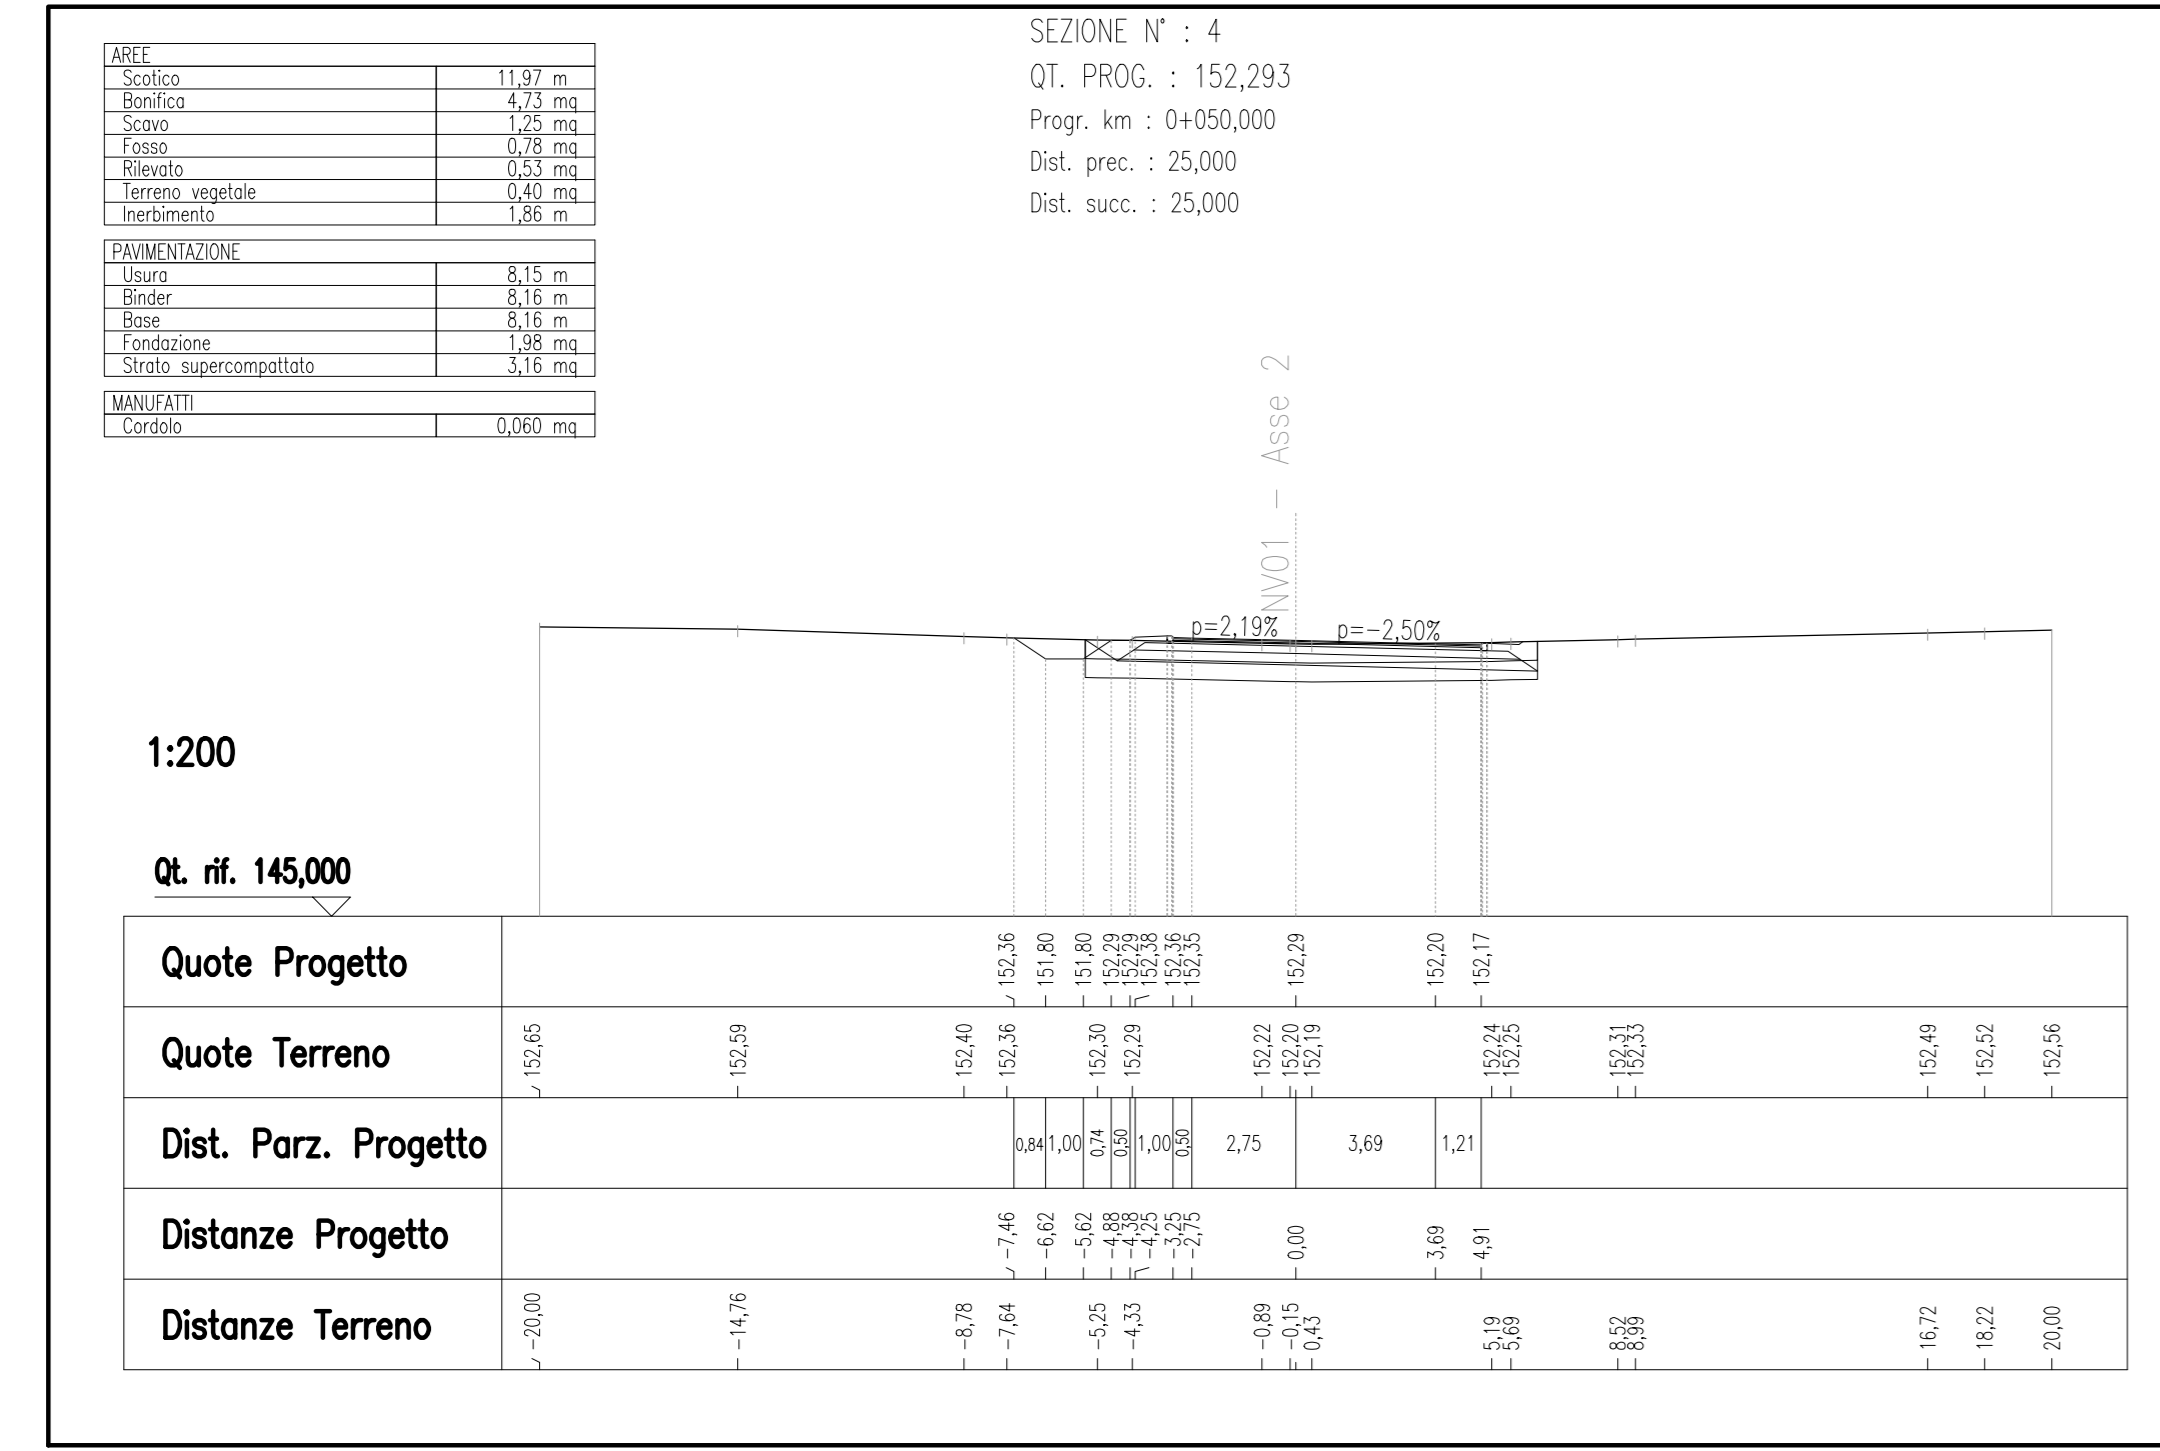 SEZIONE N° : 4
QT. PROG. : 152,293
Progr. km : 0+050,000
Dist. prec. : 25,000
Dist. succ. : 25,000
AREE
Scotico 11,97 m
Bonifica 4,73 mq
Scavo 1,25 mq
Fosso 0,78 mq
Rilevato 0,53 mq
Terreno vegetale 0,40 mq
Inerbimento 1,86 m
PAVIMENTAZIONE
Usura 8,15 m
Binder 8,16 m
Base 8,16 m
Fondazione 1,98 mq
Strato supercompattato 3,16 mq
MANUFATTI
Cordolo 0,060 mq
NV01 - Asse 2
p=2,19% p=-2,50%
1:200
Qt. rif. 145,000
Quote Progetto 152,36 151,80 151,80 152,29 152,29 152,38 152,36 152,35 152,29 152,20 152,17
Quote Terreno 152,65 152,59 152,40 152,36 152,30 152,29 152,22 152,20 152,19 152,24 152,25 152,31 152,33 152,49 152,52 152,56
Dist. Parz. Progetto 0,84 1,00 0,74 0,50 1,00 0,50 2,75 3,69 1,21
Distanze Progetto -7,46 -6,62 -5,62 -4,88 -4,38 -4,25 -3,25 -2,75 0,00 3,69 4,91
Distanze Terreno -20,00 -14,76 -8,78 -7,64 -5,25 -4,33 -0,89 -0,15 0,43 5,19 5,69 8,52 8,99 16,72 18,22 20,00